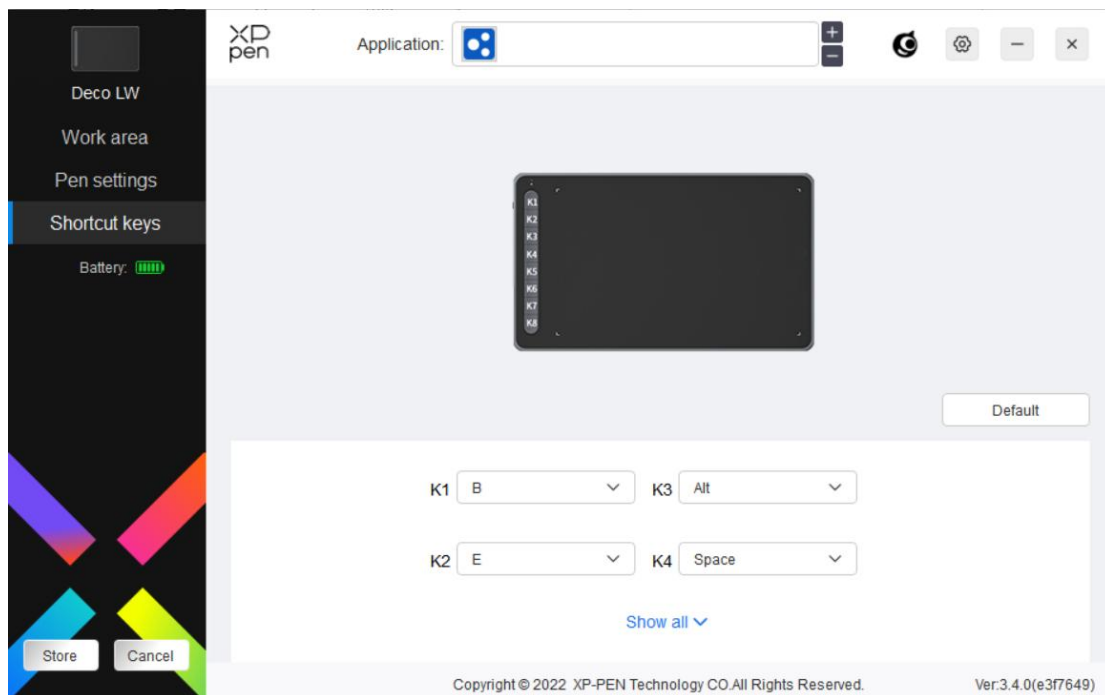 XP
pen
Application:
+
−
Deco LW
Work area
Pen settings
Shortcut keys
Battery:
K1
K2
K3
K4
K5
K6
K7
K8
Default
K1 B K3 Alt
K2 E K4 Space
Show all
Store Cancel
Copyright © 2022 XP-PEN Technology CO.All Rights Reserved. Ver:3.4.0(e3f7649)